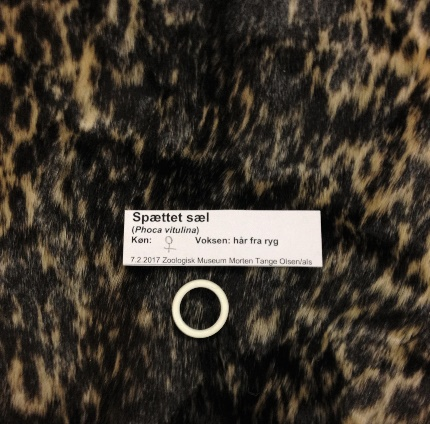 Spættet sæl
(Phoca vitulina)
Køn: ♀ Voksen: hår fra ryg
7.2.2017 Zoologisk Museum Morten Tange Olsen/als